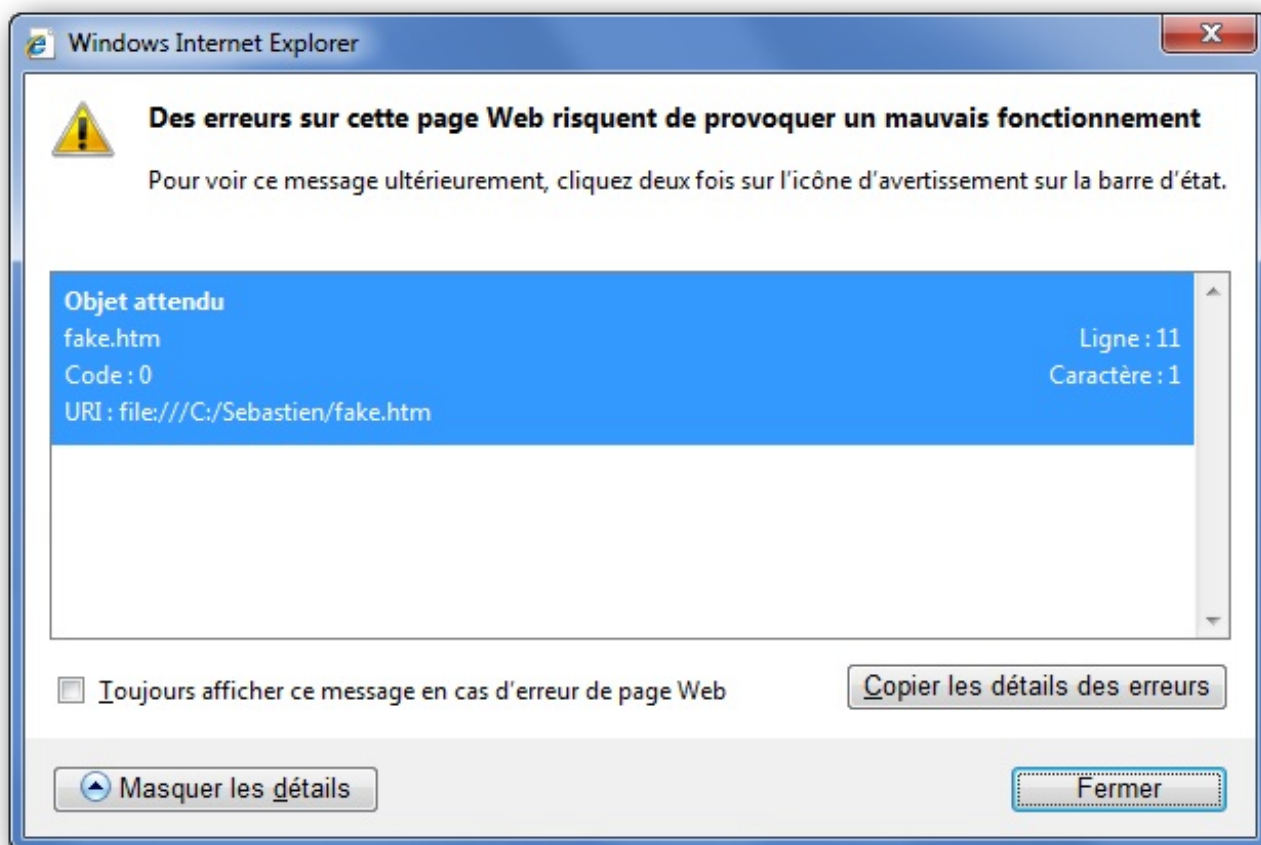 Windows Internet Explorer
Des erreurs sur cette page Web risquent de provoquer un mauvais fonctionnement
Pour voir ce message ultérieurement, cliquez deux fois sur l'icône d'avertissement sur la barre d'état.
Objet attendu
fake.htm Ligne : 11
Code : 0 Caractère : 1
URI : file:///C:/Sebastien/fake.htm
Toujours afficher ce message en cas d'erreur de page Web
Copier les détails des erreurs
Masquer les détails
Fermer